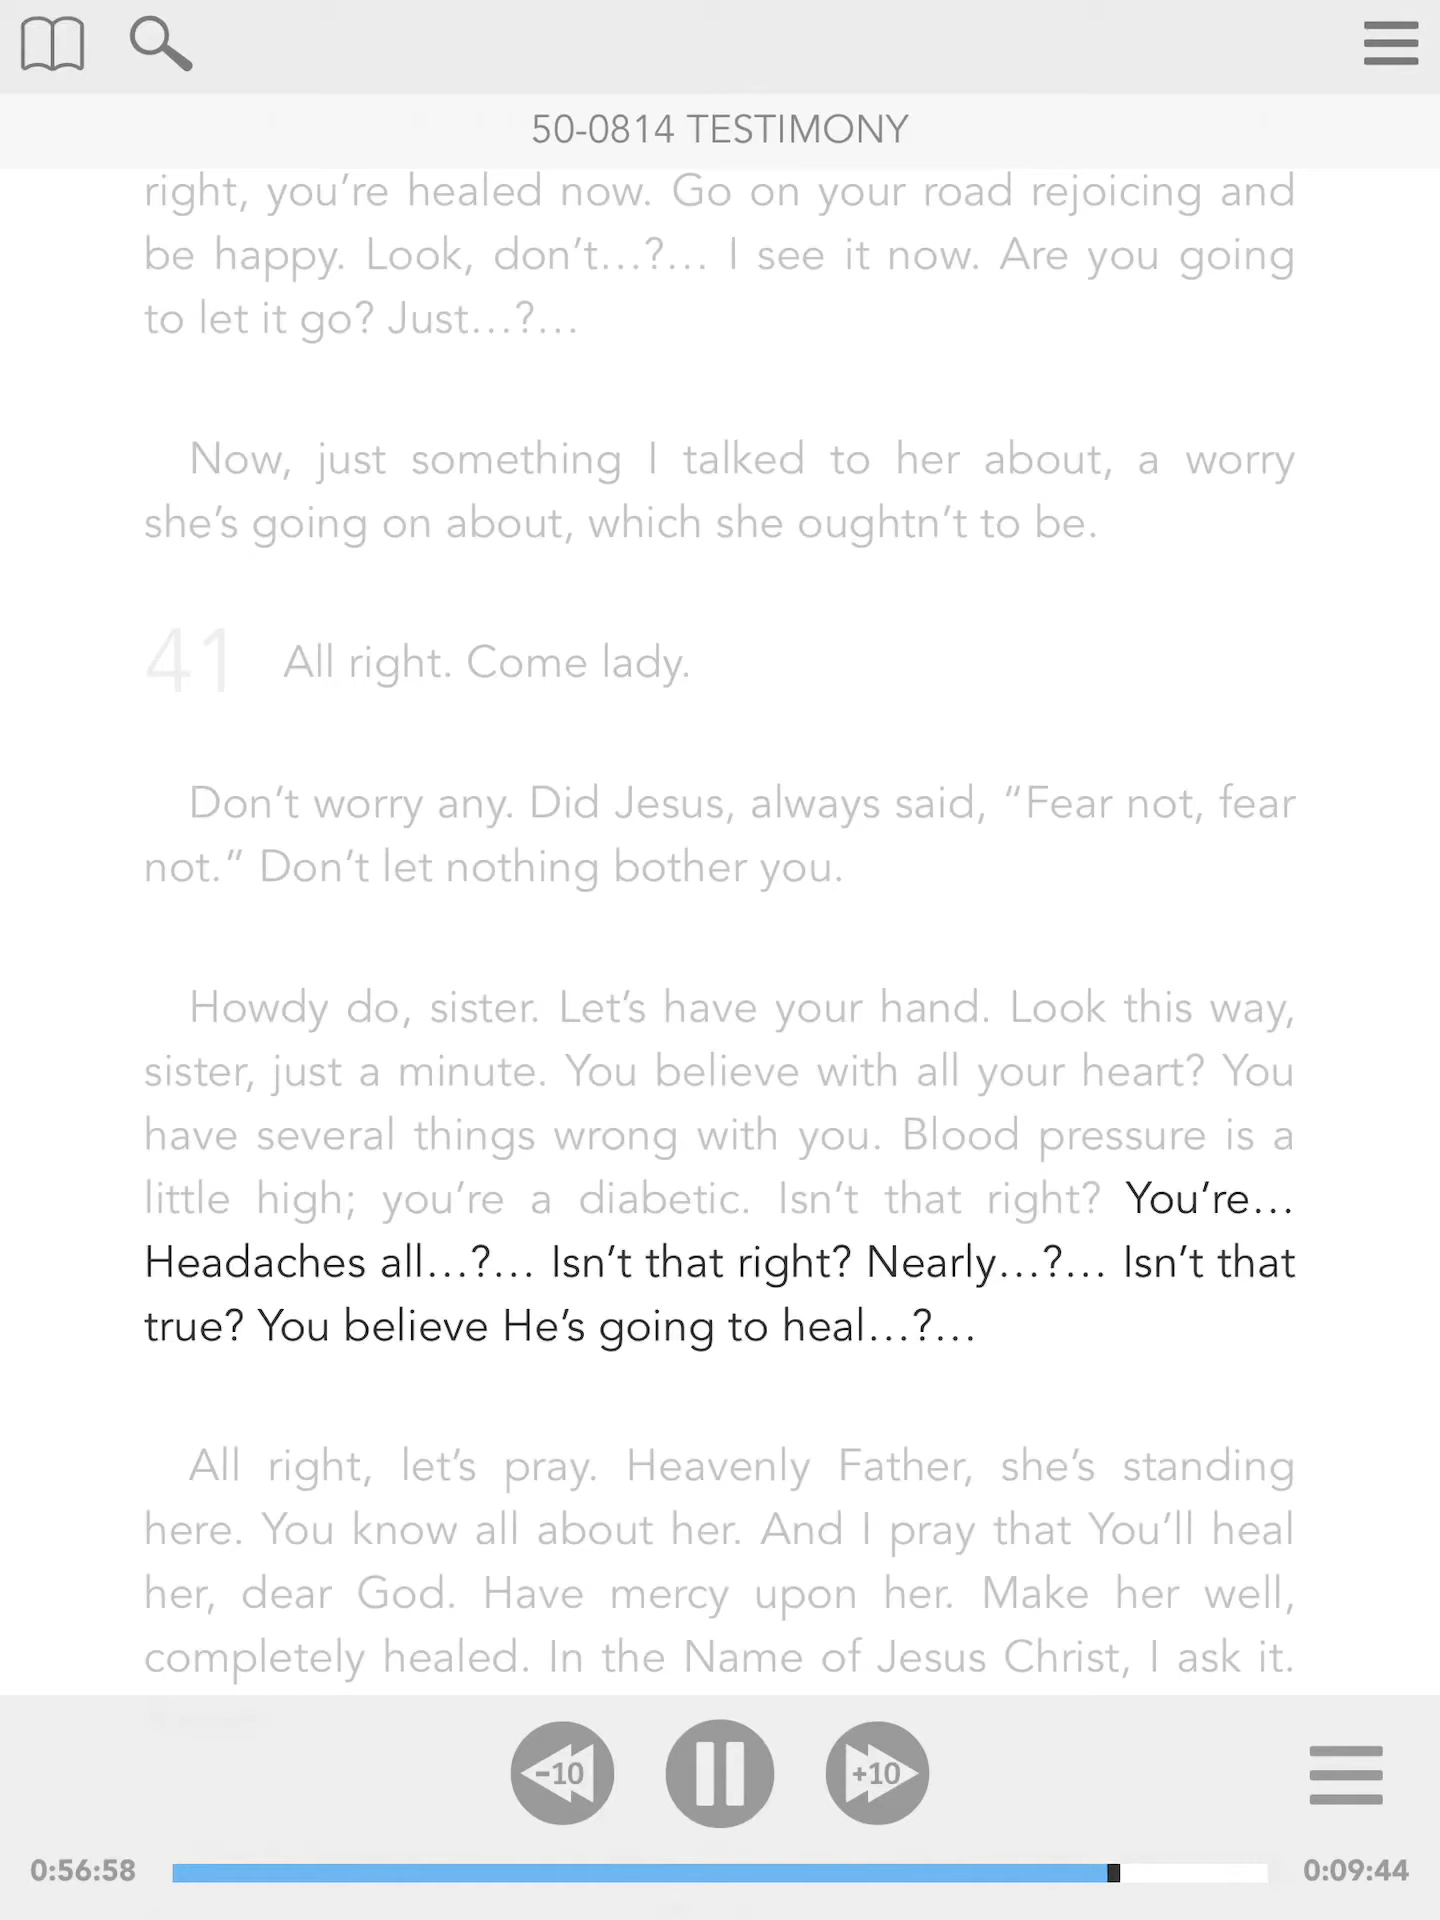 50-0814 TESTIMONY
right, you’re healed now. Go on your road rejoicing and
be happy. Look, don’t…?… I see it now. Are you going
to let it go? Just…?…
Now, just something I talked to her about, a worry
she’s going on about, which she oughtn’t to be.
41 All right. Come lady.
Don’t worry any. Did Jesus, always said, “Fear not, fear
not.” Don’t let nothing bother you.
Howdy do, sister. Let’s have your hand. Look this way,
sister, just a minute. You believe with all your heart? You
have several things wrong with you. Blood pressure is a
little high; you’re a diabetic. Isn’t that right? You’re…
Headaches all…?… Isn’t that right? Nearly…?… Isn’t that
true? You believe He’s going to heal…?…
All right, let’s pray. Heavenly Father, she’s standing
here. You know all about her. And I pray that You’ll heal
her, dear God. Have mercy upon her. Make her well,
completely healed. In the Name of Jesus Christ, I ask it.
-10 +10
0:56:58 0:09:44